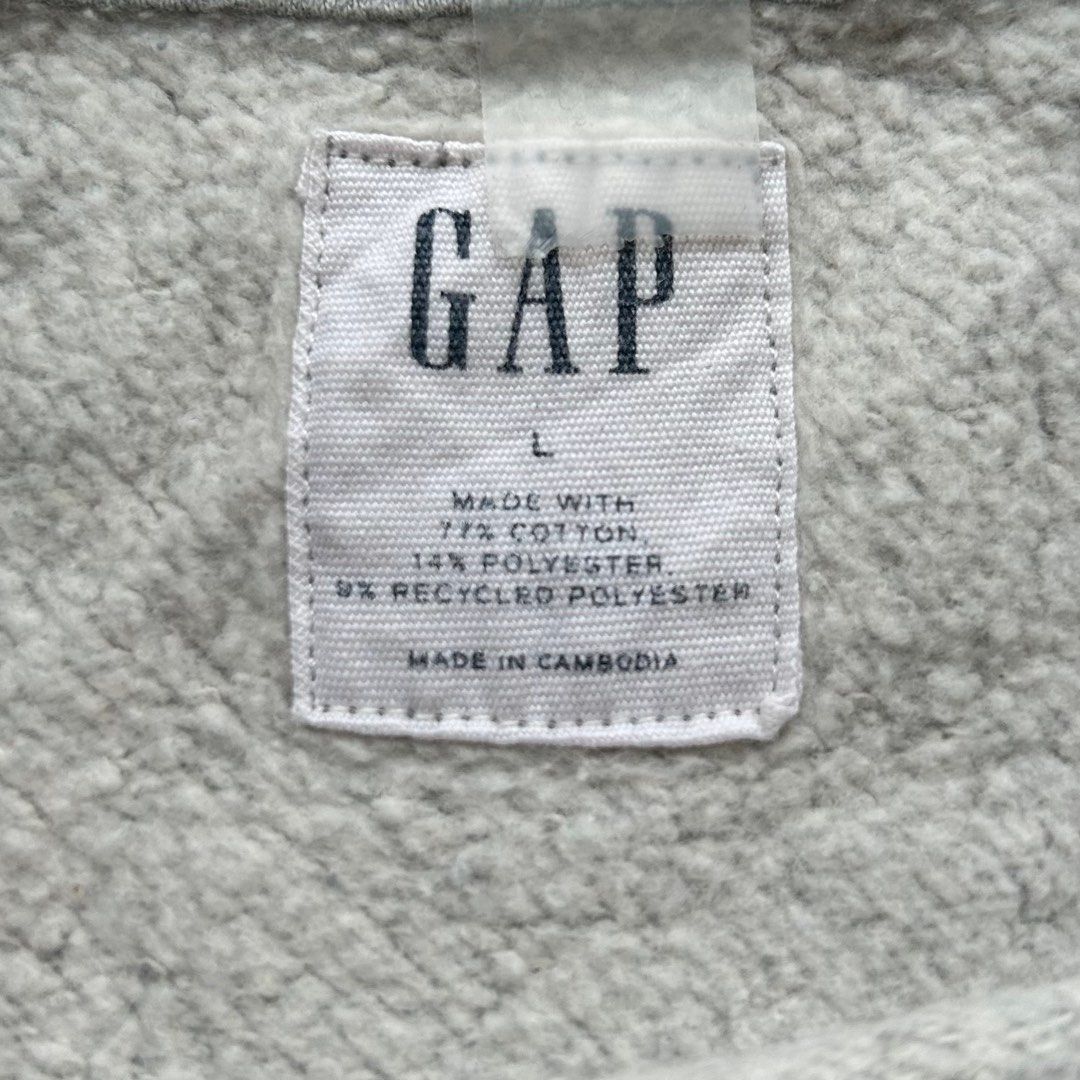 GAP
L
MADE WITH
77% COTTON,
14% POLYESTER,
9% RECYCLED POLYESTER
MADE IN CAMBODIA